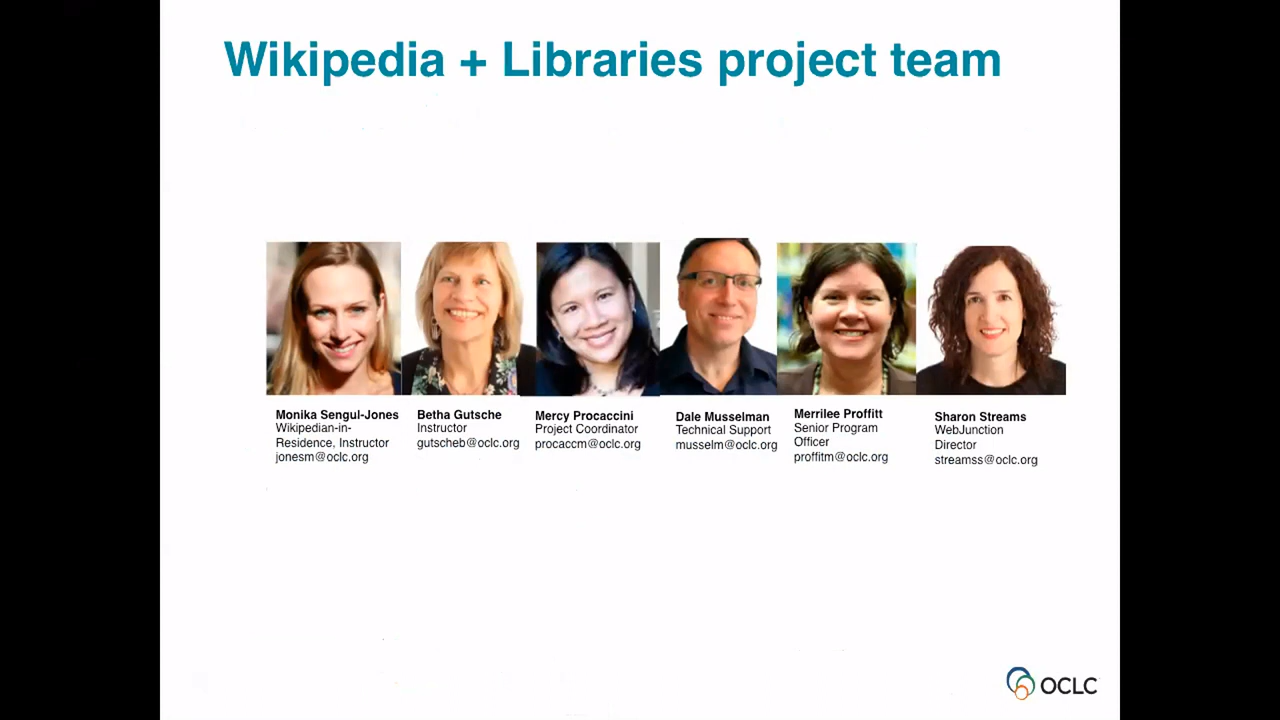 Wikipedia + Libraries project team
Monika Sengul-Jones
Wikipedian-in-
Residence, Instructor
jonesm@oclc.org
Betha Gutsche
Instructor
gutscheb@oclc.org
Mercy Procaccini
Project Coordinator
procaccm@oclc.org
Dale Musselman
Technical Support
musselm@oclc.org
Merrilee Proffitt
Senior Program
Officer
proffitm@oclc.org
Sharon Streams
WebJunction
Director
streamss@oclc.org
OCLC